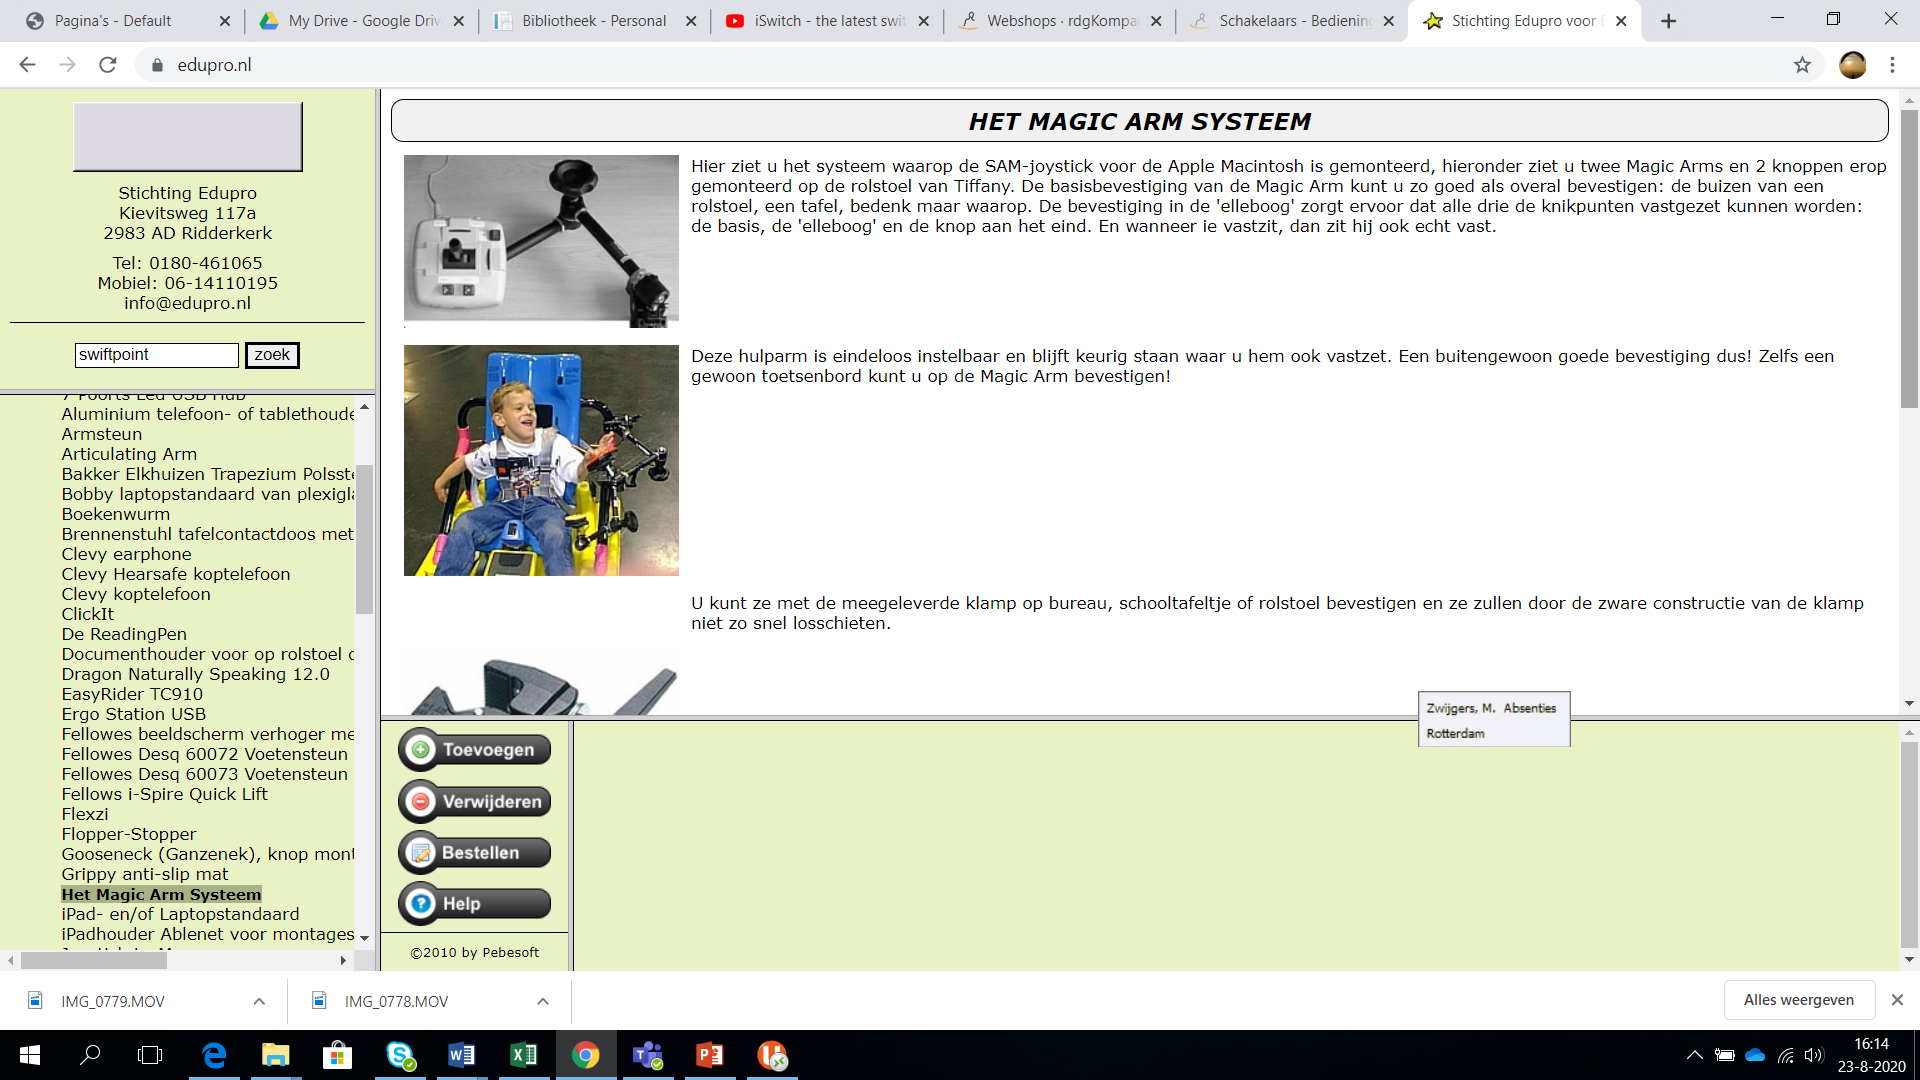 Pagina's - Default
My Drive - Google Driv
Bibliotheek - Personal
iSwitch - the latest swit
Webshops · rdgKompa
Schakelaars - Bediening
Stichting Edupro voor E
edupro.nl
Stichting Edupro
Kievitsweg 117a
2983 AD Ridderkerk
Tel: 0180-461065
Mobiel: 06-14110195
info@edupro.nl
swiftpoint
zoek
7 Poorts Led USB Hub
Aluminium telefoon- of tablethoude
Armsteun
Articulating Arm
Bakker Elkhuizen Trapezium Polsste
Bobby laptopstandaard van plexigla
Boekenwurm
Brennenstuhl tafelcontactdoos met
Clevy earphone
Clevy Hearsafe koptelefoon
Clevy koptelefoon
ClickIt
De ReadingPen
Documenthouder voor op rolstoel o
Dragon Naturally Speaking 12.0
EasyRider TC910
Ergo Station USB
Fellowes beeldscherm verhoger me
Fellowes Desq 60072 Voetensteun
Fellowes Desq 60073 Voetensteun
Fellows i-Spire Quick Lift
Flexzi
Flopper-Stopper
Gooseneck (Ganzenek), knop mont
Grippy anti-slip mat
Het Magic Arm Systeem
iPad- en/of Laptopstandaard
iPadhouder Ablenet voor montages
HET MAGIC ARM SYSTEEM
Hier ziet u het systeem waarop de SAM-joystick voor de Apple Macintosh is gemonteerd, hieronder ziet u twee Magic Arms en 2 knoppen erop
gemonteerd op de rolstoel van Tiffany. De basisbevestiging van de Magic Arm kunt u zo goed als overal bevestigen: de buizen van een
rolstoel, een tafel, bedenk maar waarop. De bevestiging in de 'elleboog' zorgt ervoor dat alle drie de knikpunten vastgezet kunnen worden:
de basis, de 'elleboog' en de knop aan het eind. En wanneer ie vastzit, dan zit hij ook echt vast.
Deze hulparm is eindeloos instelbaar en blijft keurig staan waar u hem ook vastzet. Een buitengewoon goede bevestiging dus! Zelfs een
gewoon toetsenbord kunt u op de Magic Arm bevestigen!
U kunt ze met de meegeleverde klamp op bureau, schooltafeltje of rolstoel bevestigen en ze zullen door de zware constructie van de klamp
niet zo snel losschieten.
Zwijgers, M. Absenties
Rotterdam
Toevoegen
Verwijderen
Bestellen
Help
©2010 by Pebesoft
IMG_0779.MOV
IMG_0778.MOV
Alles weergeven
16:14
23-8-2020